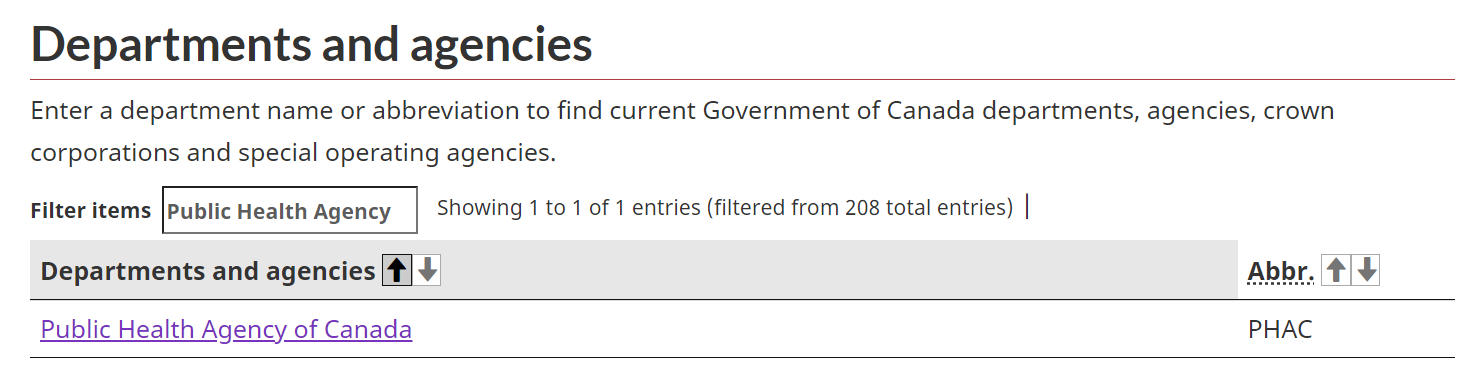 Departments and agencies
Enter a department name or abbreviation to find current Government of Canada departments, agencies, crown
corporations and special operating agencies.
Filter items Public Health Agency Showing 1 to 1 of 1 entries (filtered from 208 total entries) |
Departments and agencies Abbr.
Public Health Agency of Canada PHAC